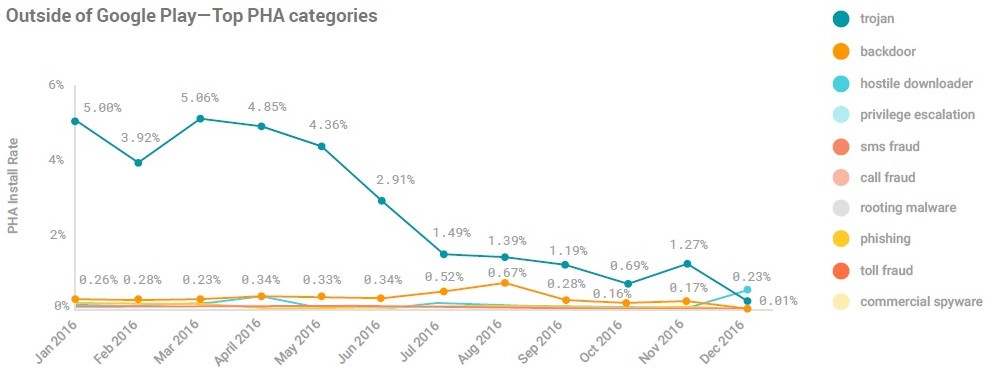 Outside of Google Play—Top PHA categories
trojan
backdoor
hostile downloader
privilege escalation
sms fraud
call fraud
rooting malware
phishing
toll fraud
commercial spyware
PHA Install Rate
6%
4%
2%
0%
5.00%
3.92%
5.06%
4.85%
4.36%
2.91%
1.49%
1.39%
1.19%
0.69%
1.27%
0.23%
0.26%
0.28%
0.23%
0.34%
0.33%
0.34%
0.52%
0.67%
0.28%
0.16%
0.17%
0.01%
Jan 2016
Feb 2016
Mar 2016
April 2016
May 2016
Jun 2016
Jul 2016
Aug 2016
Sep 2016
Oct 2016
Nov 2016
Dec 2016